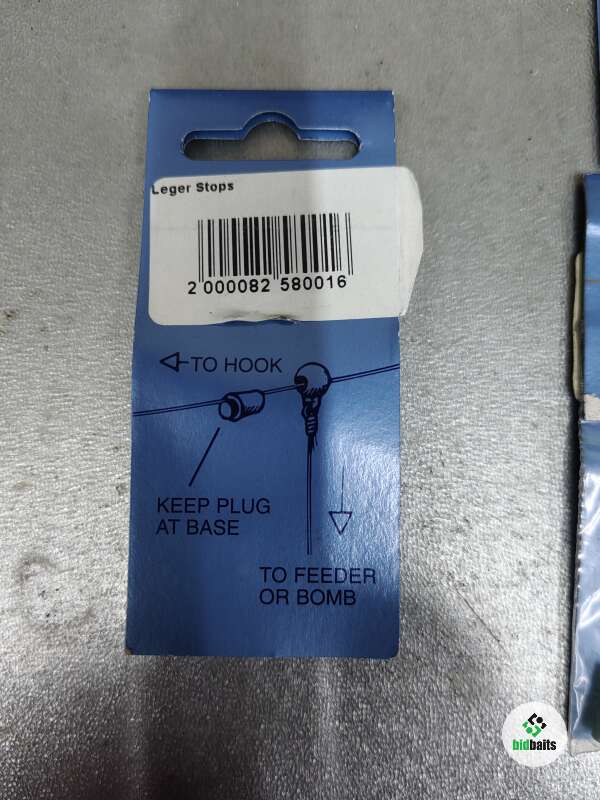 Leger Stops
2 000082 580016
TO HOOK
KEEP PLUG
AT BASE
TO FEEDER
OR BOMB
bidbaits